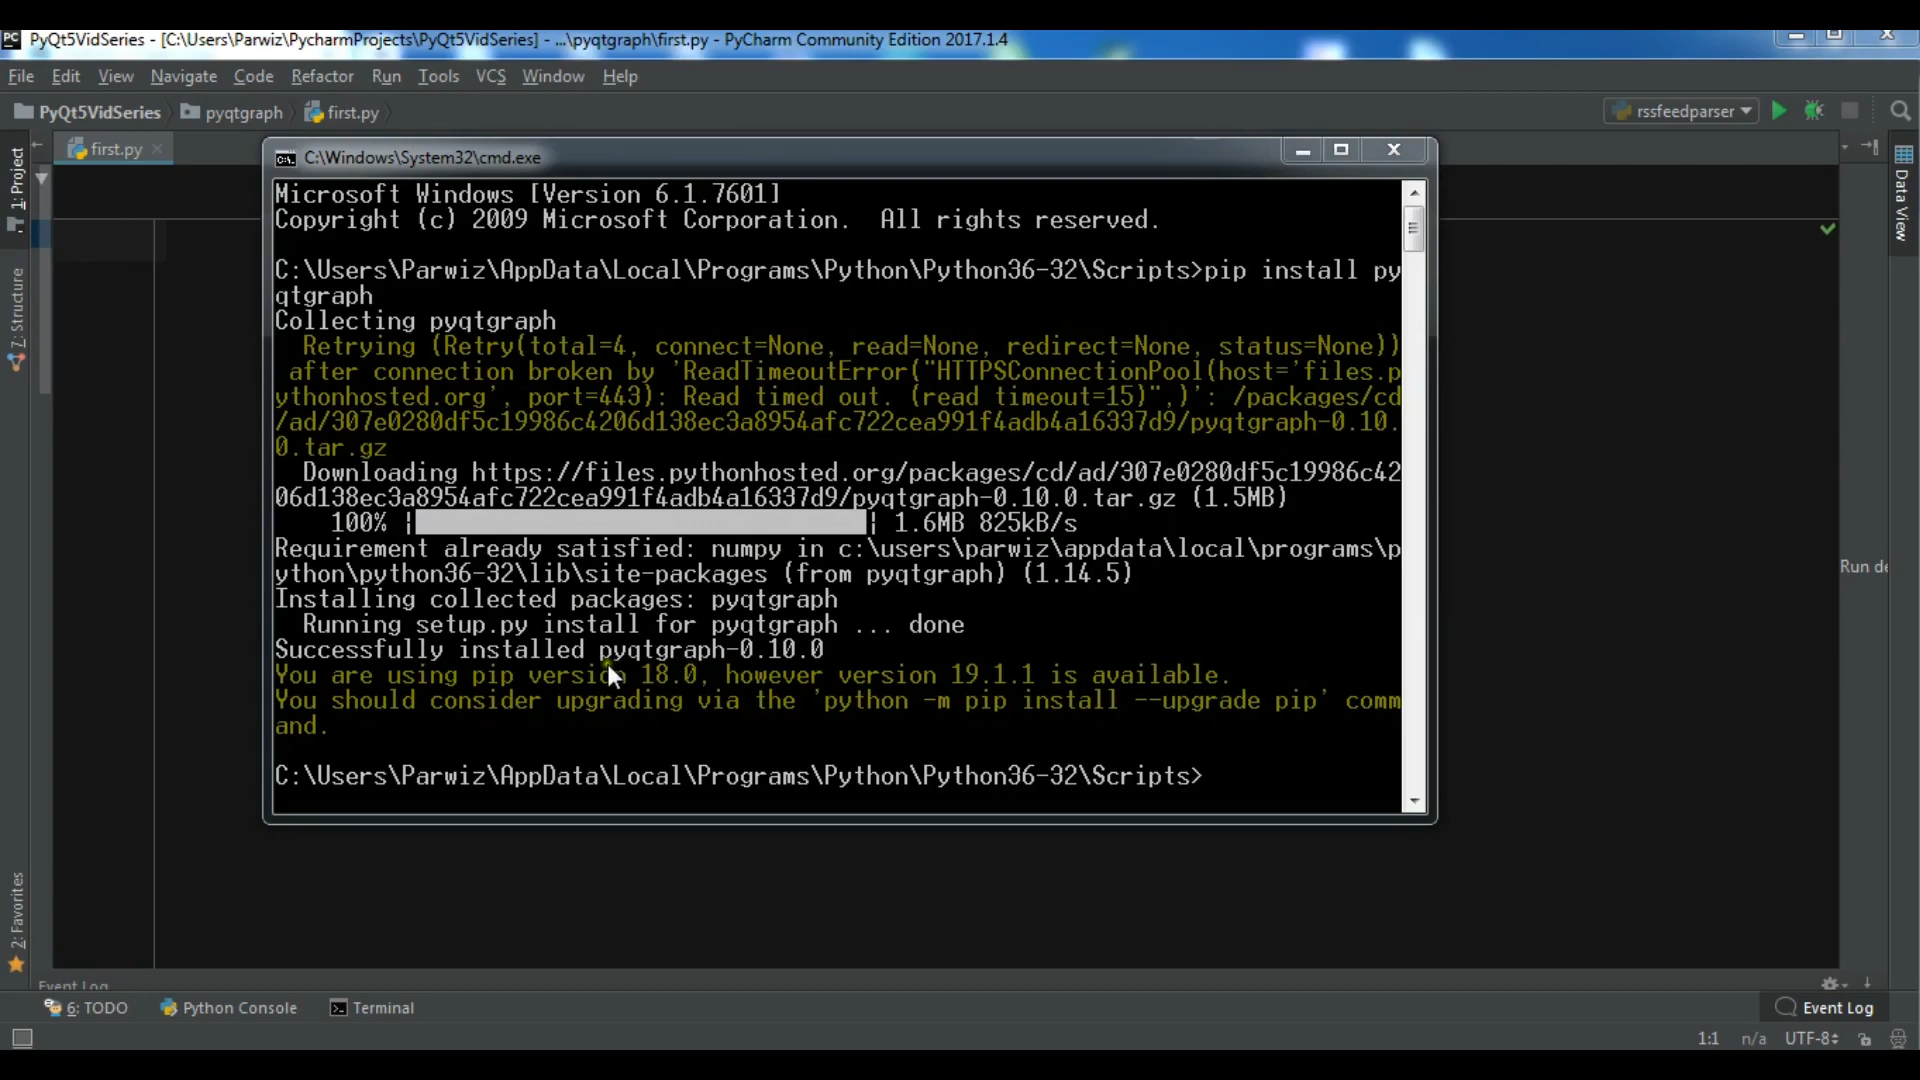 PyQt5VidSeries - [C:\Users\Parwiz\PycharmProjects\PyQt5VidSeries] - ...\pyqtgraph\first.py - PyCharm Community Edition 2017.1.4
File Edit View Navigate Code Refactor Run Tools VCS Window Help
PyQt5VidSeries pyqtgraph first.py rssfeedparser
first.py
1: Project
7: Structure
2: Favorites
Data View
C:\Windows\System32\cmd.exe
Microsoft Windows [Version 6.1.7601]
Copyright (c) 2009 Microsoft Corporation.  All rights reserved.
C:\Users\Parwiz\AppData\Local\Programs\Python\Python36-32\Scripts>pip install py
qtgraph
Collecting pyqtgraph
  Retrying (Retry(total=4, connect=None, read=None, redirect=None, status=None))
 after connection broken by 'ReadTimeoutError("HTTPSConnectionPool(host='files.p
ythonhosted.org', port=443): Read timed out. (read timeout=15)",)': /packages/cd
/ad/307e0280df5c19986c4206d138ec3a8954afc722cea991f4adb4a16337d9/pyqtgraph-0.10.
0.tar.gz
  Downloading https://files.pythonhosted.org/packages/cd/ad/307e0280df5c19986c42
06d138ec3a8954afc722cea991f4adb4a16337d9/pyqtgraph-0.10.0.tar.gz (1.5MB)
    100% | | 1.6MB 825kB/s
Requirement already satisfied: numpy in c:\users\parwiz\appdata\local\programs\p
ython\python36-32\lib\site-packages (from pyqtgraph) (1.14.5)
Installing collected packages: pyqtgraph
  Running setup.py install for pyqtgraph ... done
Successfully installed pyqtgraph-0.10.0
You are using pip version 18.0, however version 19.1.1 is available.
You should consider upgrading via the 'python -m pip install --upgrade pip' comm
and.
C:\Users\Parwiz\AppData\Local\Programs\Python\Python36-32\Scripts>
Run de
Event Log
6: TODO Python Console Terminal Event Log
1:1 n/a UTF-8